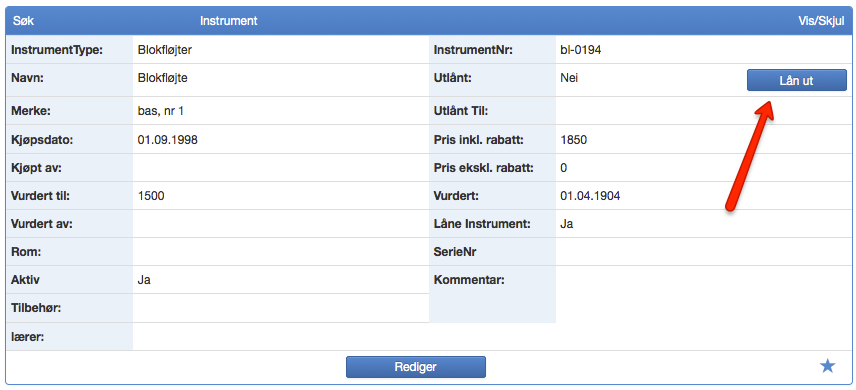 Søk Instrument Vis/Skjul
InstrumentType: Blokfløjter InstrumentNr: bl-0194
Navn: Blokfløjte Utlånt: Nei Lån ut
Merke: bas, nr 1 Utlånt Til:
Kjøpsdato: 01.09.1998 Pris inkl. rabatt: 1850
Kjøpt av: Pris ekskl. rabatt: 0
Vurdert til: 1500 Vurdert: 01.04.1904
Vurdert av: Låne Instrument: Ja
Rom: SerieNr
Aktiv Ja Kommentar:
Tilbehør:
lærer:
Rediger